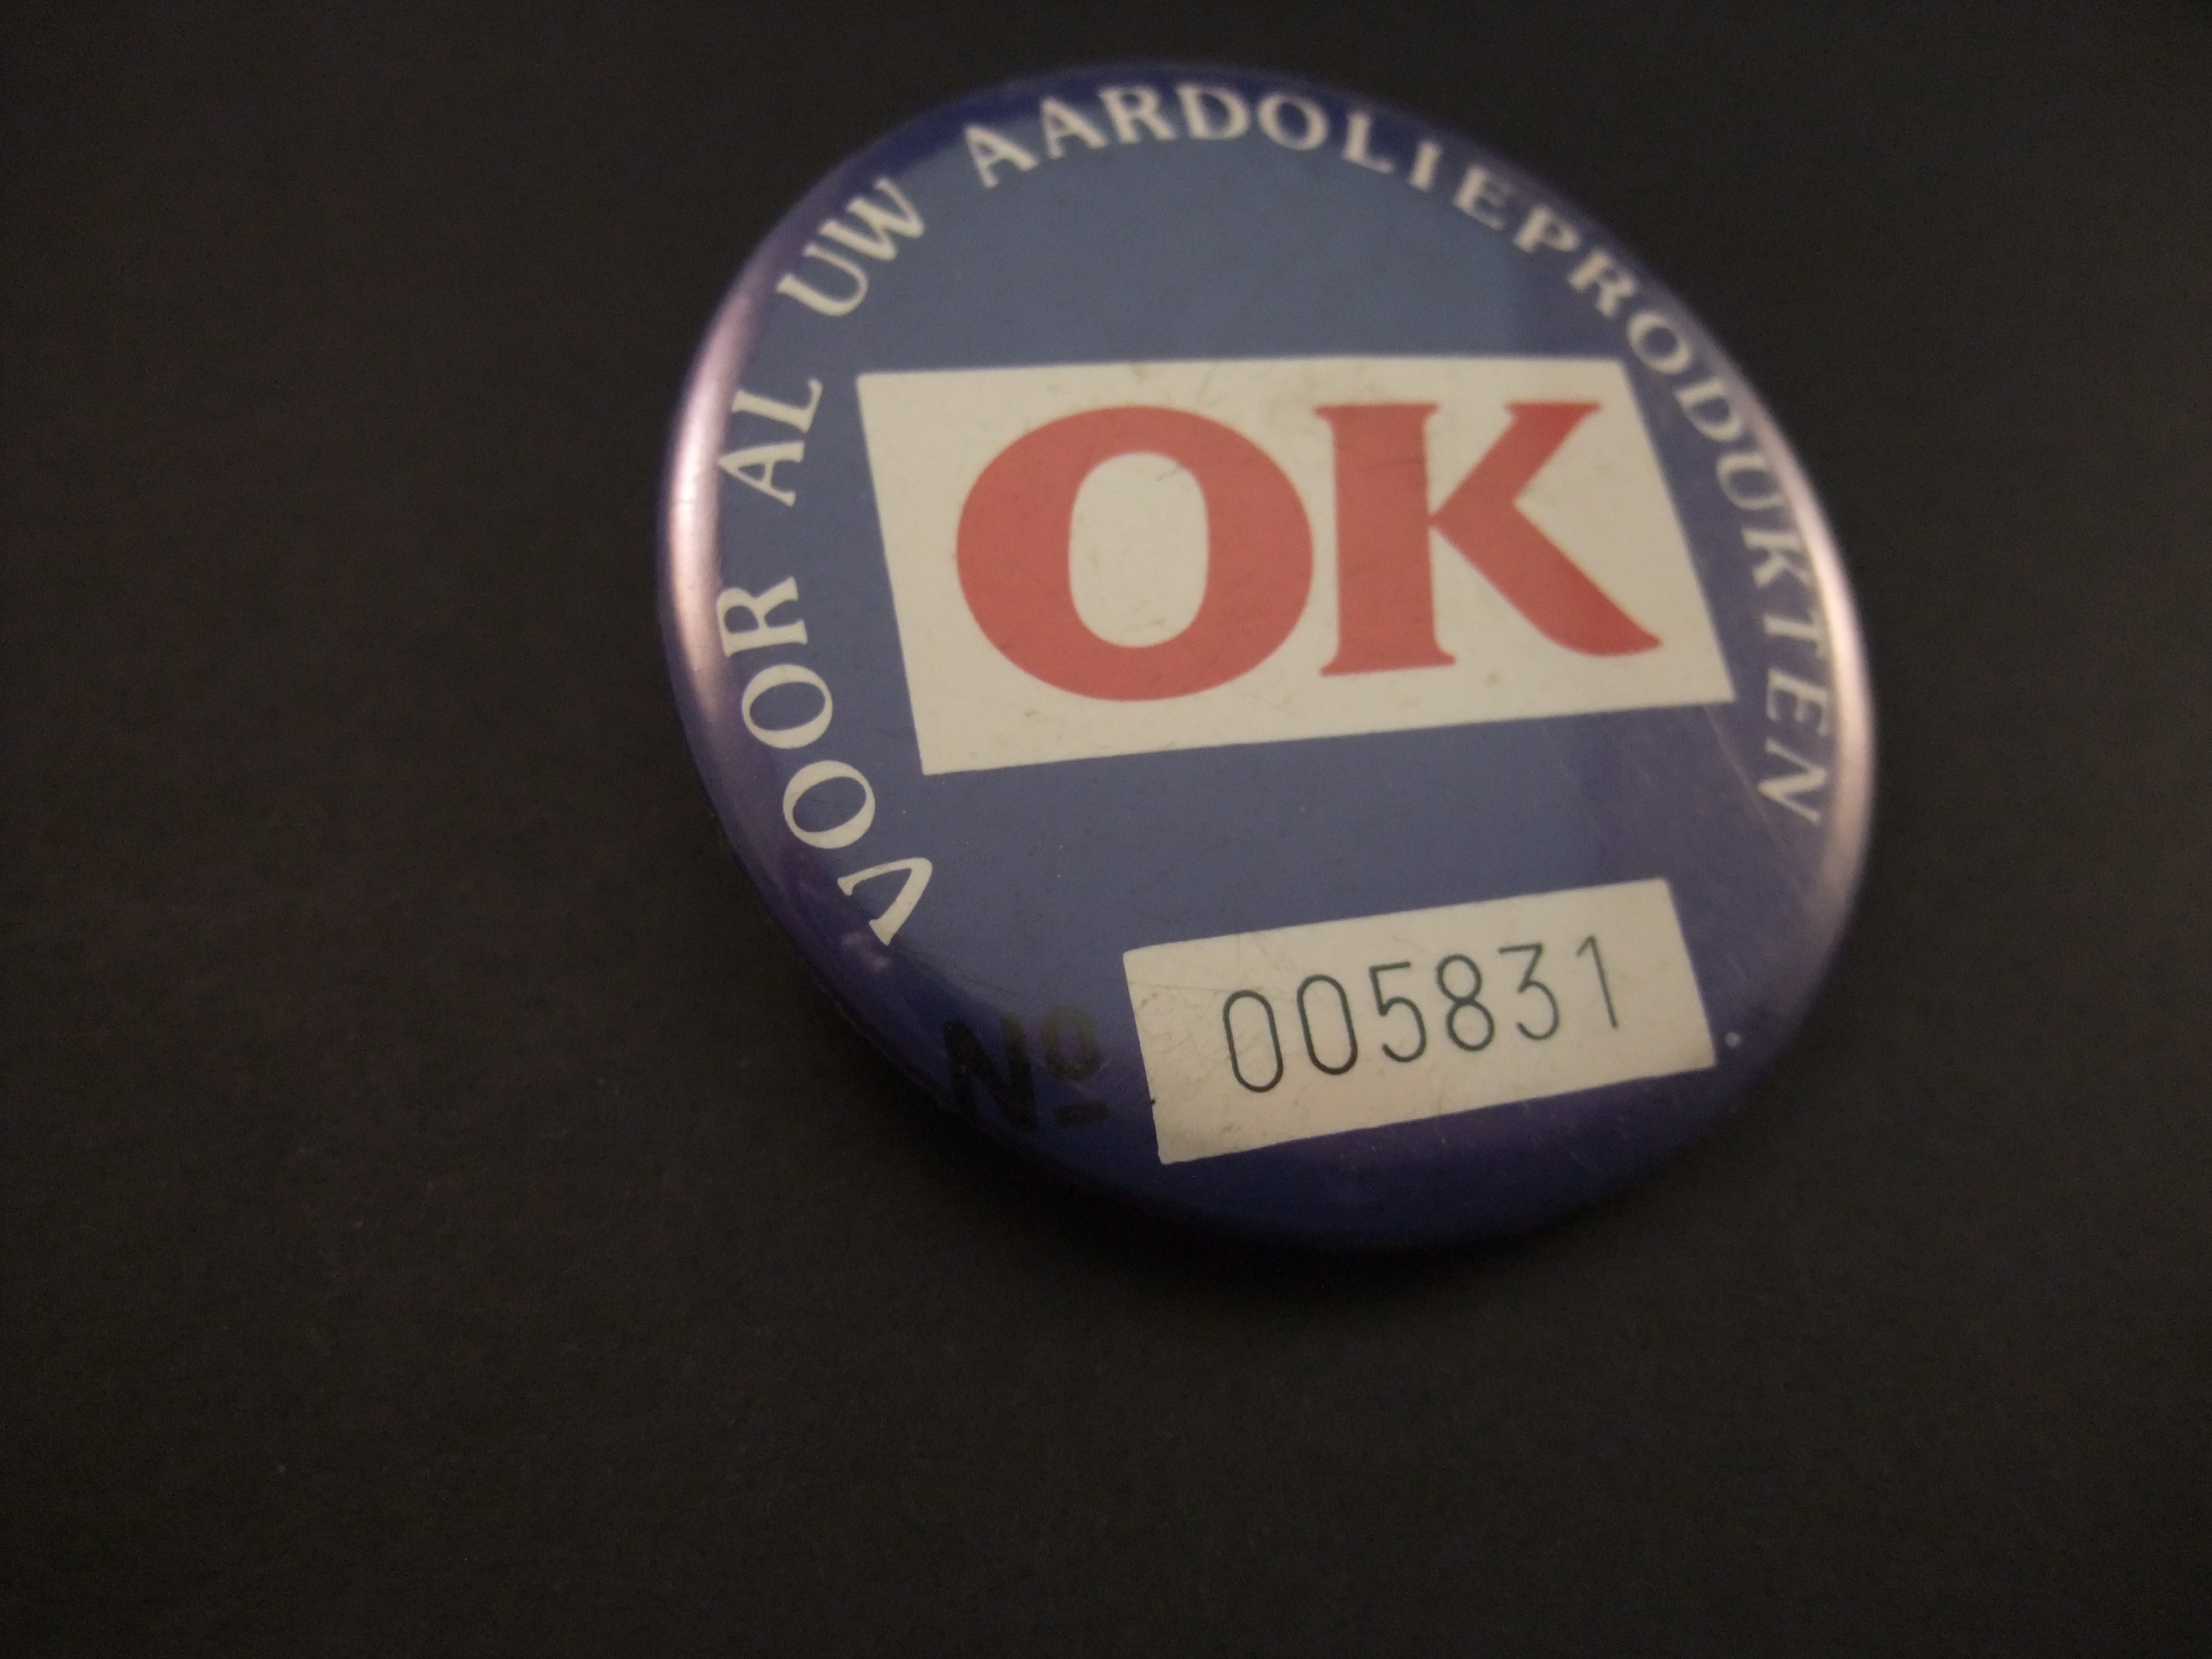 VOOR AL UW AARDOLIEPRODUKTEN
OK
Nº 005831